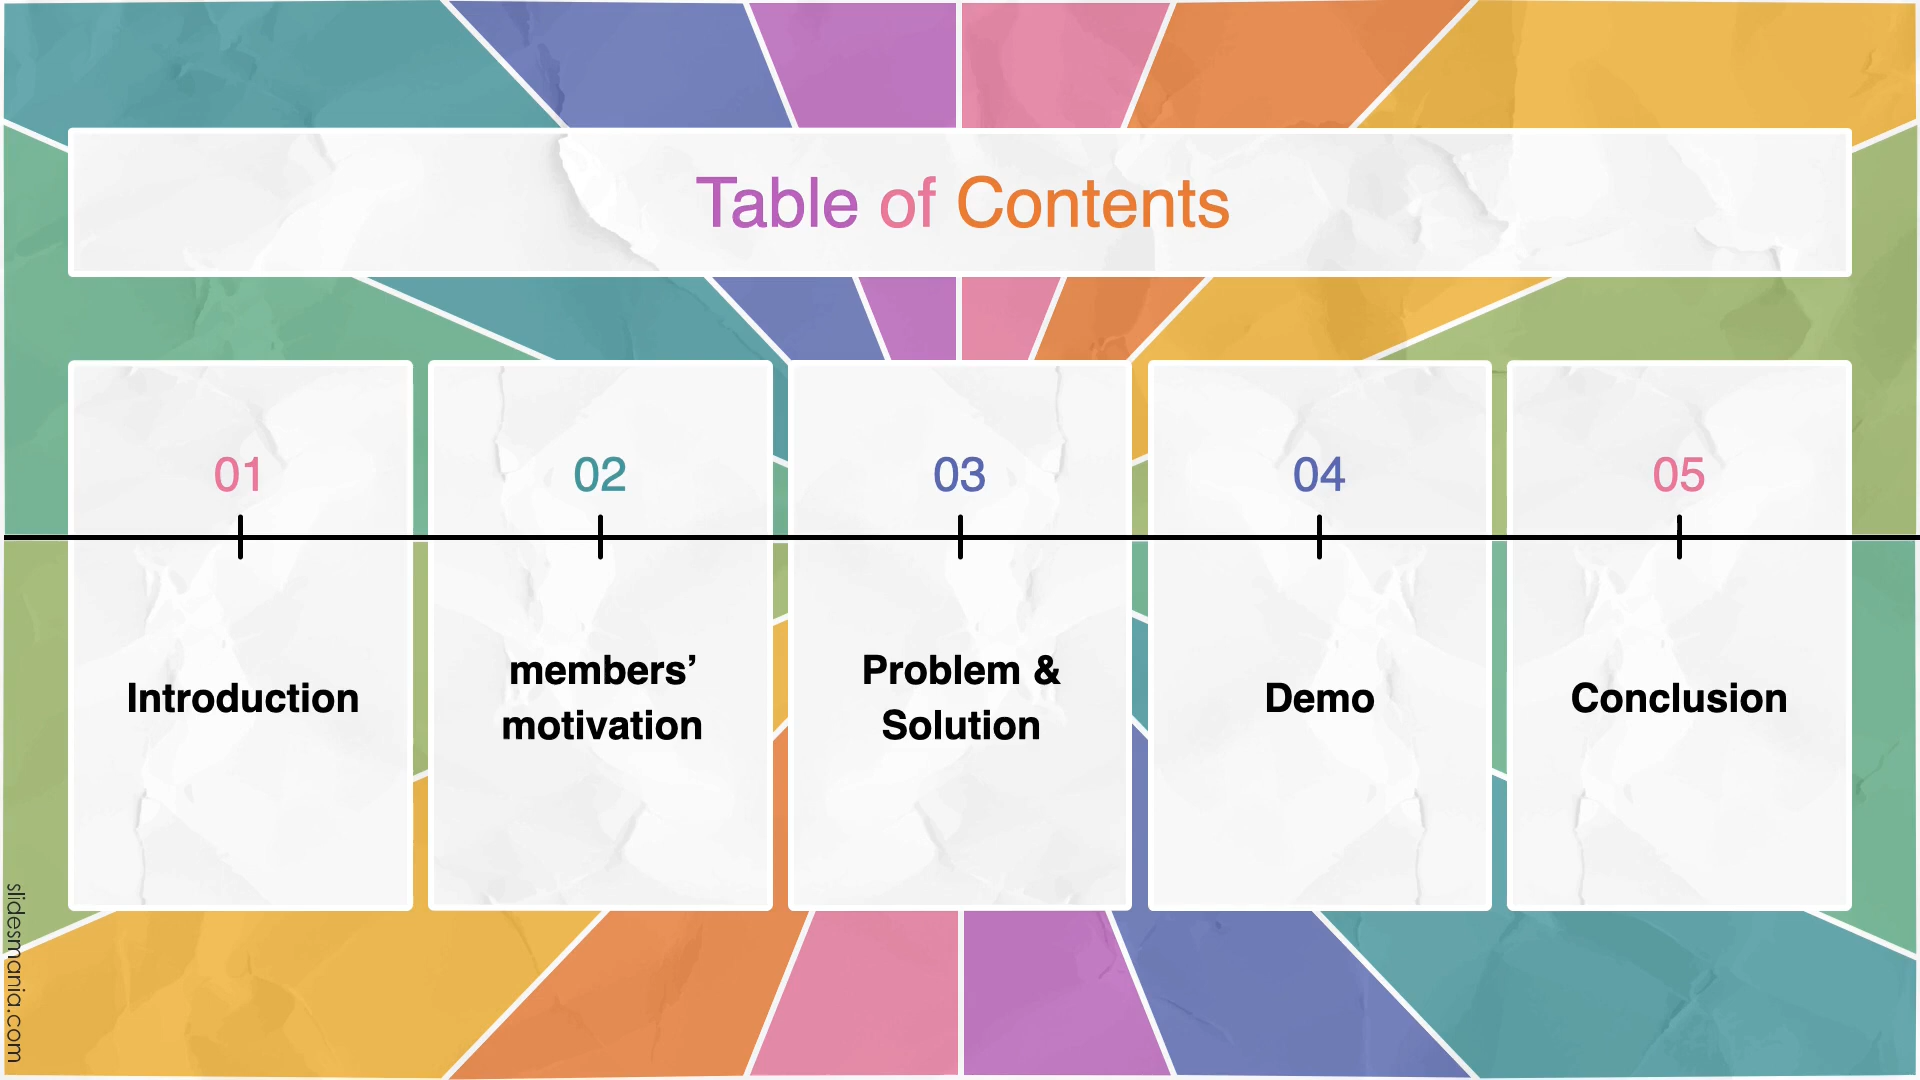 Table of Contents
01
Introduction
02
members’
motivation
03
Problem &
Solution
04
Demo
05
Conclusion
slidesmania.com